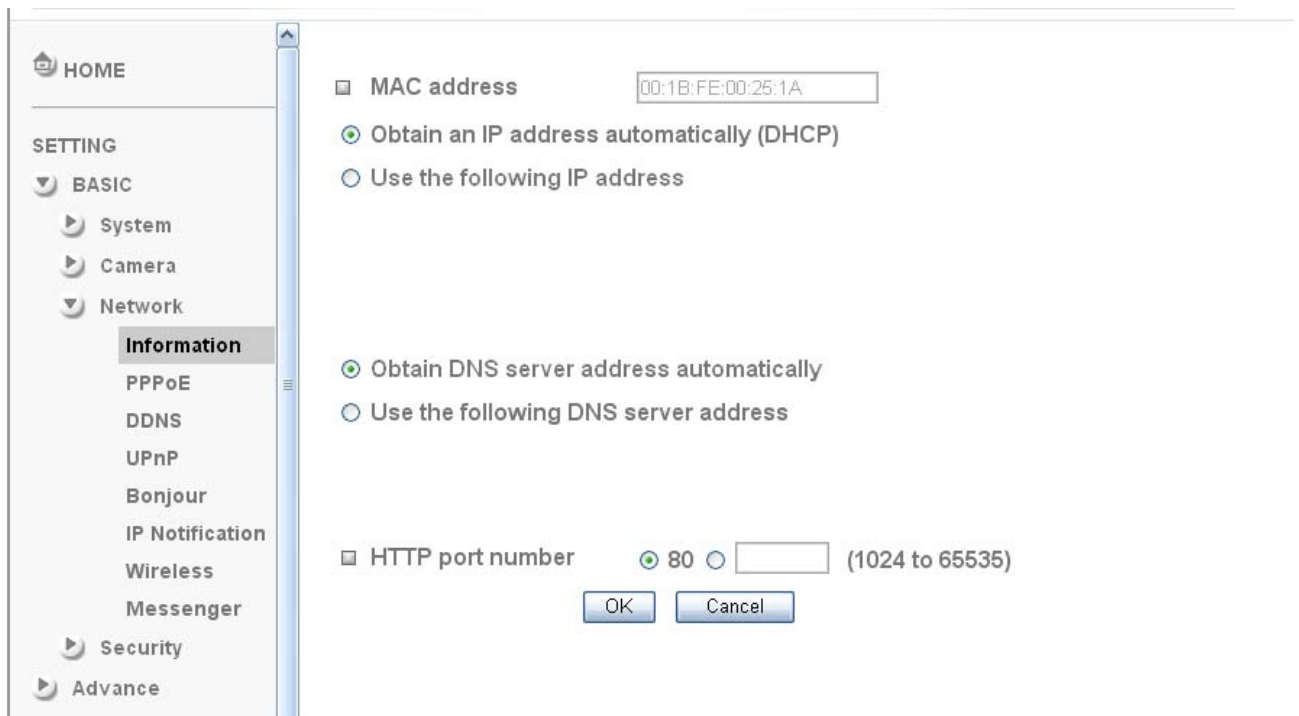 HOME
SETTING
BASIC
System
Camera
Network
Information
PPPoE
DDNS
UPnP
Bonjour
IP Notification
Wireless
Messenger
Security
Advance
MAC address 00:1B:FE:00:25:1A
Obtain an IP address automatically (DHCP)
Use the following IP address
Obtain DNS server address automatically
Use the following DNS server address
HTTP port number 80 (1024 to 65535)
OK Cancel